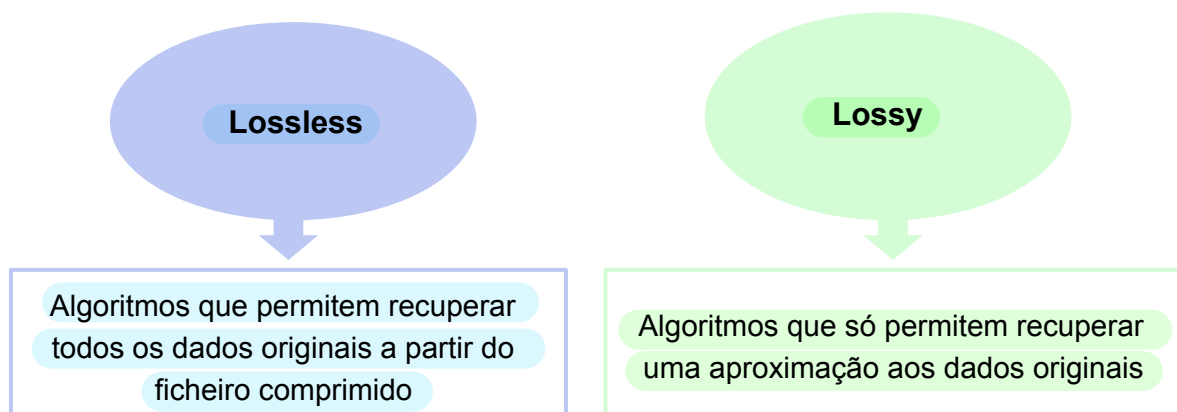 Lossless
Algoritmos que permitem recuperar
todos os dados originais a partir do
ficheiro comprimido
Lossy
Algoritmos que só permitem recuperar
uma aproximação aos dados originais